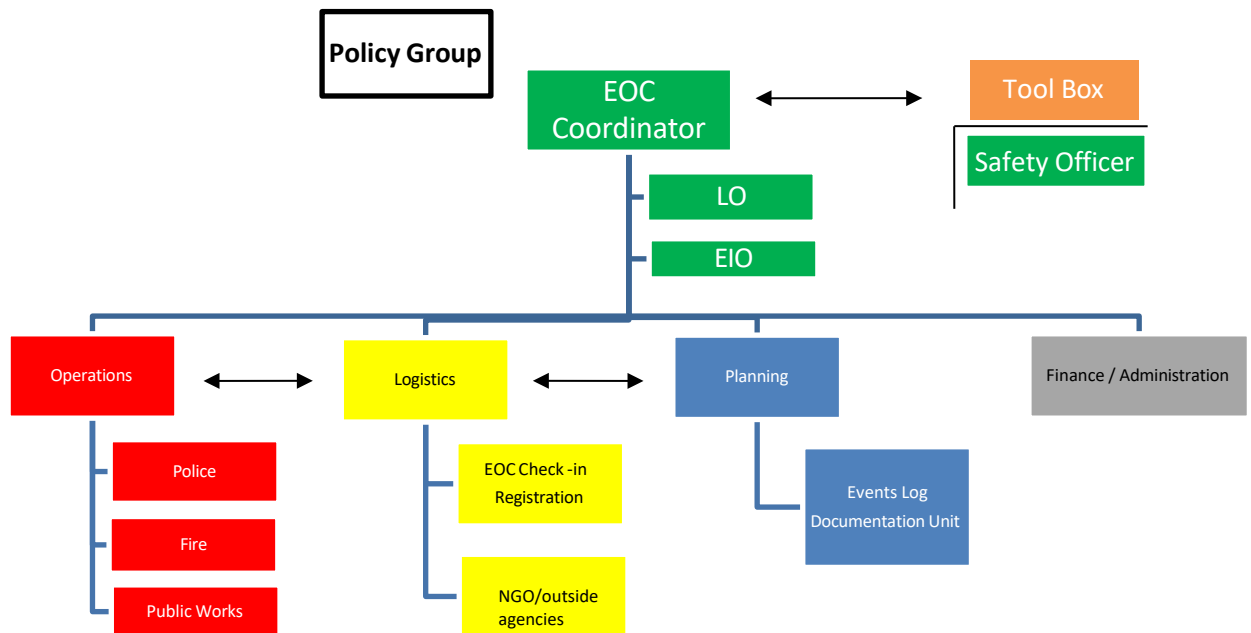 Policy Group
EOC
Coordinator
Tool Box
Safety Officer
LO
EIO
Operations
Logistics
Planning
Finance / Administration
Police
Fire
Public Works
EOC Check -in
Registration
NGO/outside
agencies
Events Log
Documentation Unit